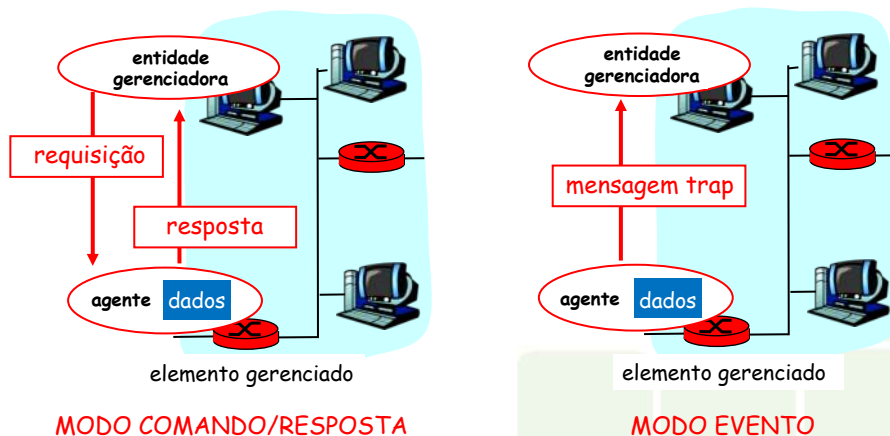 entidade
gerenciadora
requisição
resposta
agente dados
elemento gerenciado
MODO COMANDO/RESPOSTA
entidade
gerenciadora
mensagem trap
agente dados
elemento gerenciado
MODO EVENTO